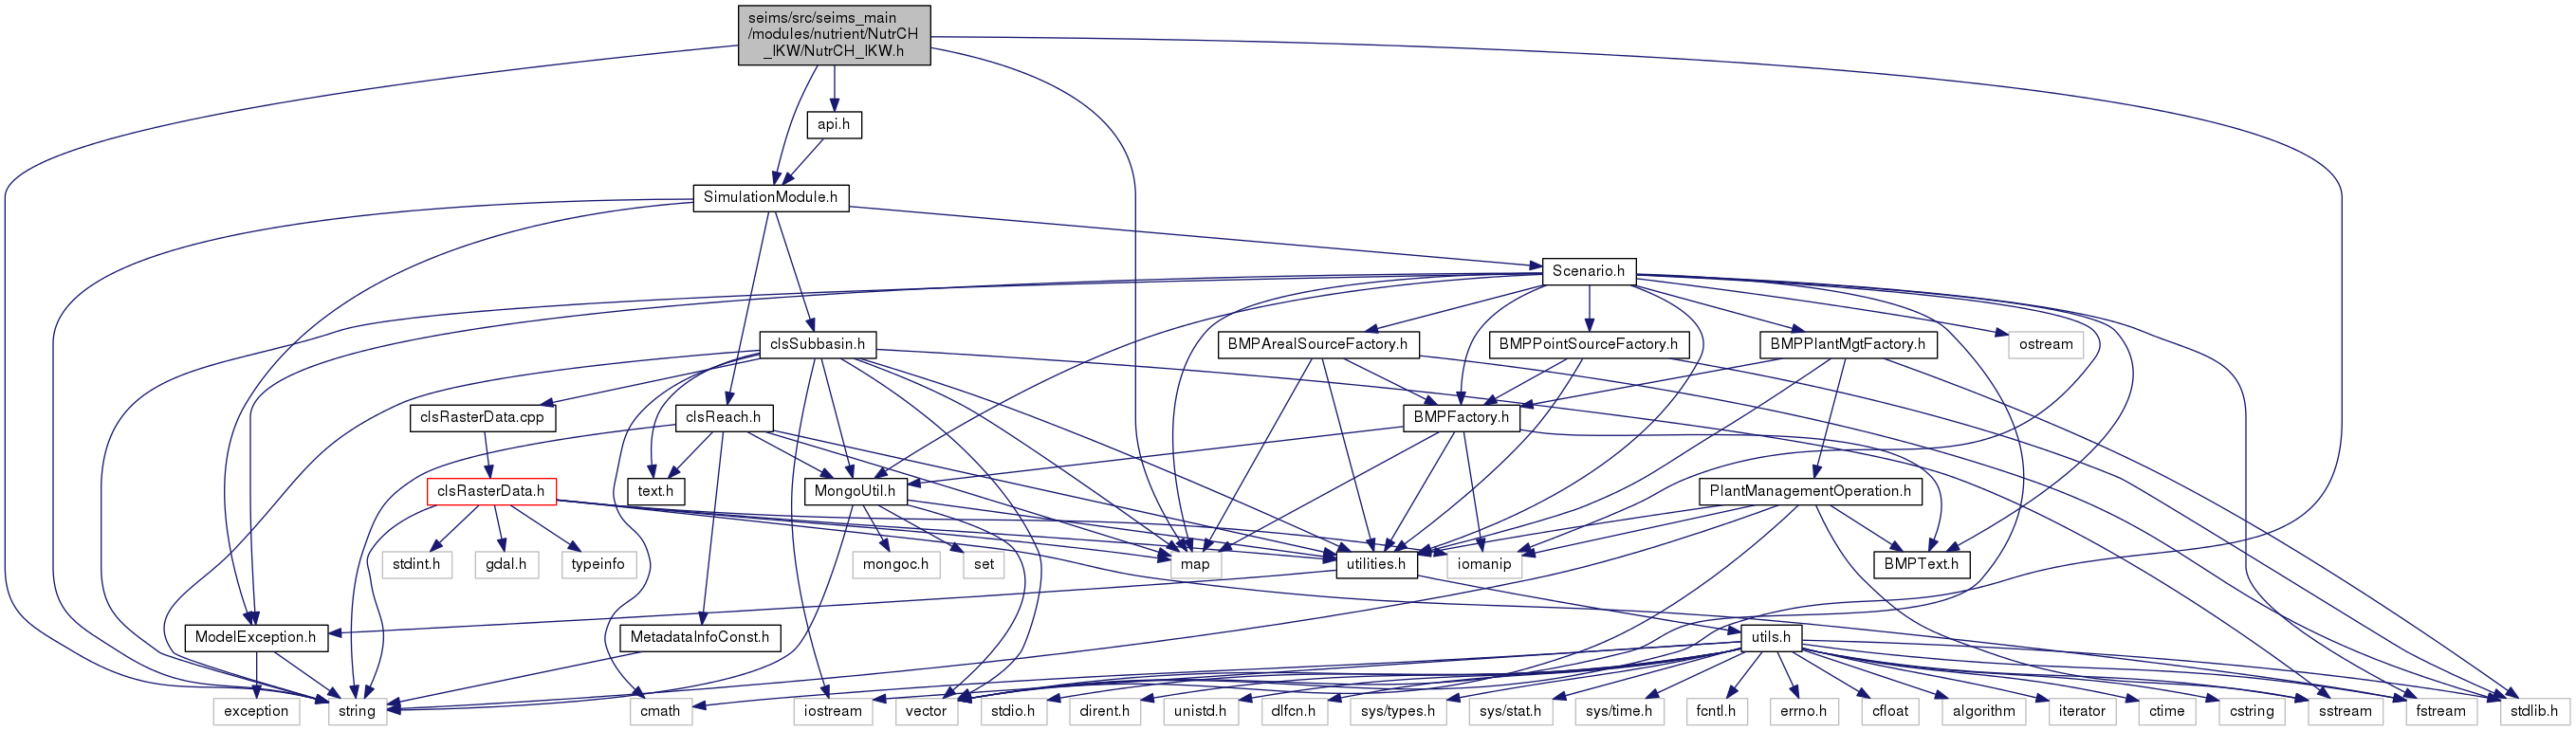 seims/src/seims_main
/modules/nutrient/NutrCH
_IKW/NutrCH_IKW.h
api.h
SimulationModule.h
Scenario.h
clsSubbasin.h
BMPArealSourceFactory.h
BMPPointSourceFactory.h
BMPPlantMgtFactory.h
ostream
clsRasterData.cpp
clsReach.h
BMPFactory.h
clsRasterData.h
text.h
MongoUtil.h
PlantManagementOperation.h
stdint.h
gdal.h
typeinfo
mongoc.h
set
map
utilities.h
iomanip
BMPText.h
ModelException.h
MetadataInfoConst.h
utils.h
exception
string
cmath
iostream
vector
stdio.h
dirent.h
unistd.h
dlfcn.h
sys/types.h
sys/stat.h
sys/time.h
fcntl.h
errno.h
cfloat
algorithm
iterator
ctime
cstring
sstream
fstream
stdlib.h